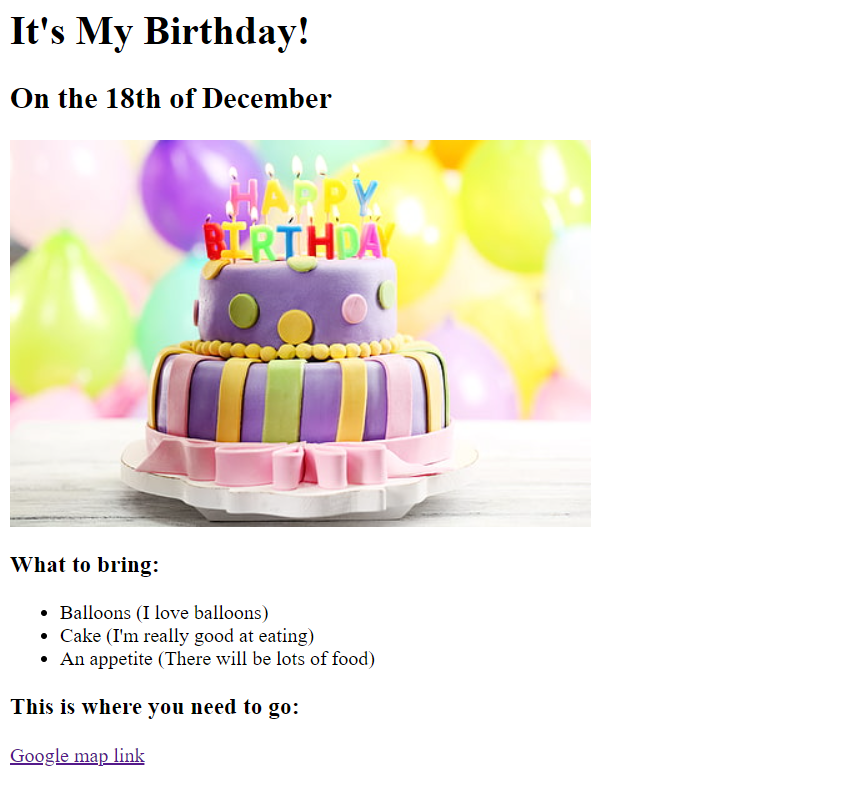 It's My Birthday!
On the 18th of December
HAPPY
BIRTHDAY
What to bring:
Balloons (I love balloons)
Cake (I'm really good at eating)
An appetite (There will be lots of food)
This is where you need to go:
Google map link